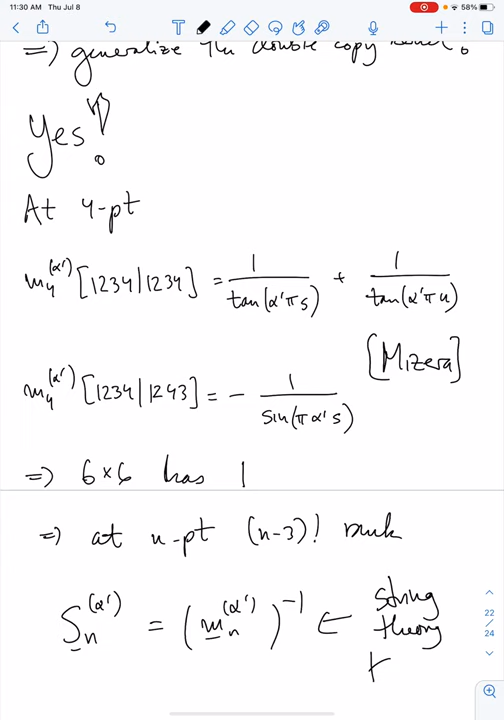 11:30 AM Thu Jul 8
58%
=) generalize the double copy kernel.
Yes!
At 4-pt
m₄^(α') [1234|1234] = 1/tan(α'πs) + 1/tan(α'πu)
[Mizera]
m₄^(α') [1234|1243] = - 1/sin(πα's)
=) 6×6 has 1
=) at n-pt (n-3)! rank
Sₙ^(α') = (mₙ^(α'))^-1 ← string
theory
22
/
24